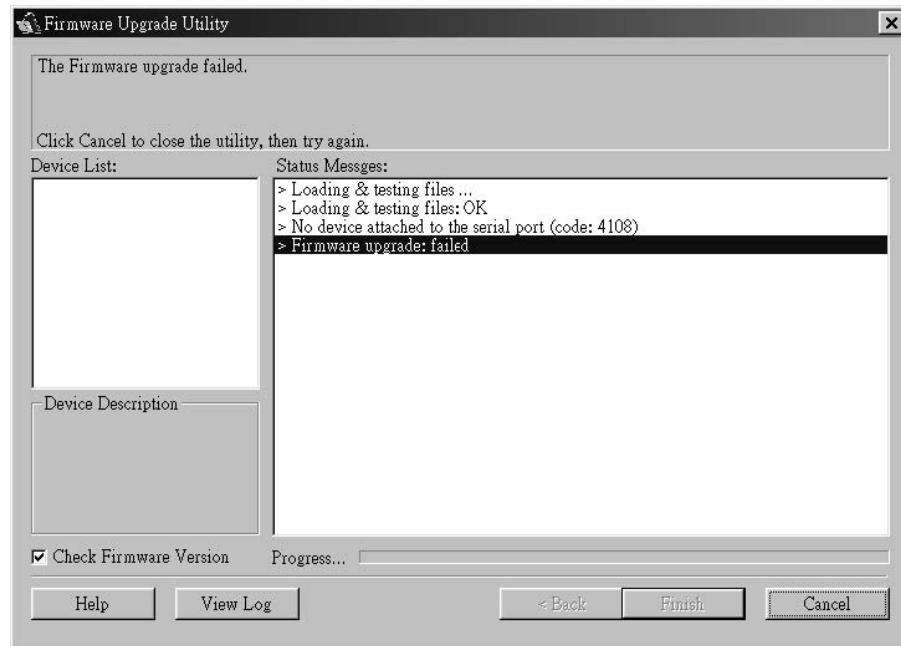 Firmware Upgrade Utility
The Firmware upgrade failed.
Click Cancel to close the utility, then try again.
Device List:
Status Messges:
> Loading & testing files ...
> Loading & testing files: OK
> No device attached to the serial port (code: 4108)
> Firmware upgrade: failed
Device Description
Check Firmware Version
Progress...
Help
View Log
< Back
Finish
Cancel